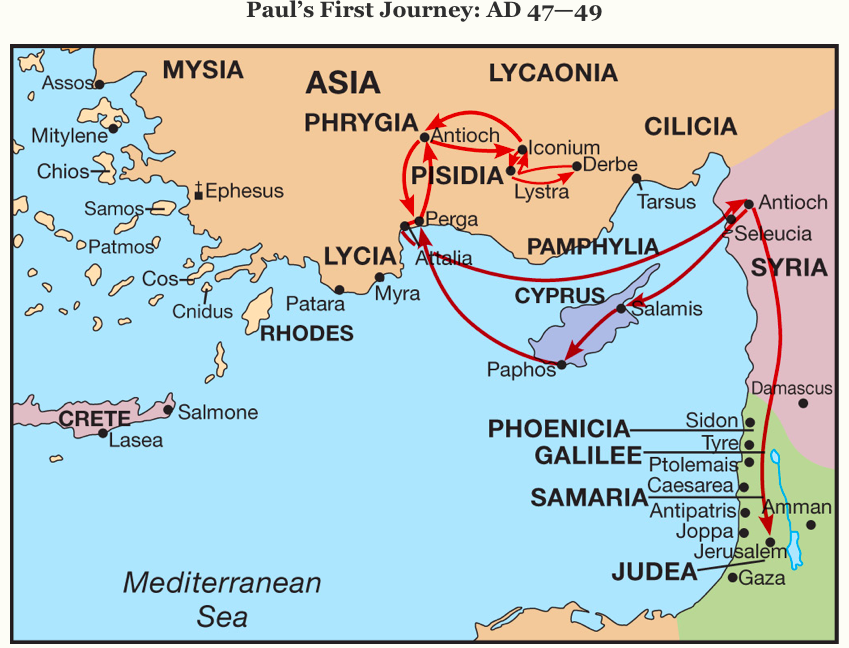 Paul's First Journey: AD 47—49
MYSIA
ASIA
LYCAONIA
Assos
PHRYGIA
Antioch
CILICIA
Mitylene
Iconium
Chios
PISIDIA
Derbe
Ephesus
Lystra
Tarsus
Antioch
Samos
Perga
Seleucia
Patmos
LYCIA
Attalia
PAMPHYLIA
SYRIA
Cos
Cnidus
Patara
Myra
CYPRUS
Salamis
RHODES
Paphos
Damascus
CRETE
Salmone
Lasea
PHOENICIA
Sidon
GALILEE
Tyre
Ptolemais
SAMARIA
Caesarea
Antipatris
Amman
Joppa
Jerusalem
JUDEA
Gaza
Mediterranean
Sea